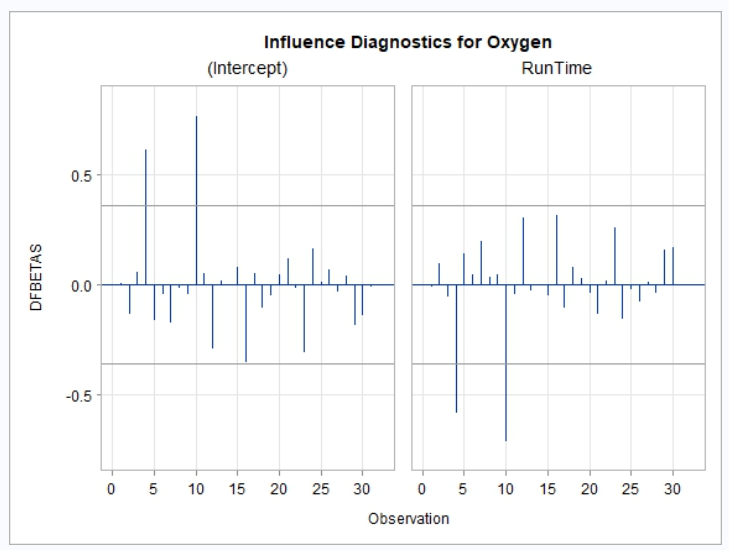 Influence Diagnostics for Oxygen
(Intercept) RunTime
0.5
0.0
-0.5
DFBETAS
0 5 10 15 20 25 30 0 5 10 15 20 25 30
Observation